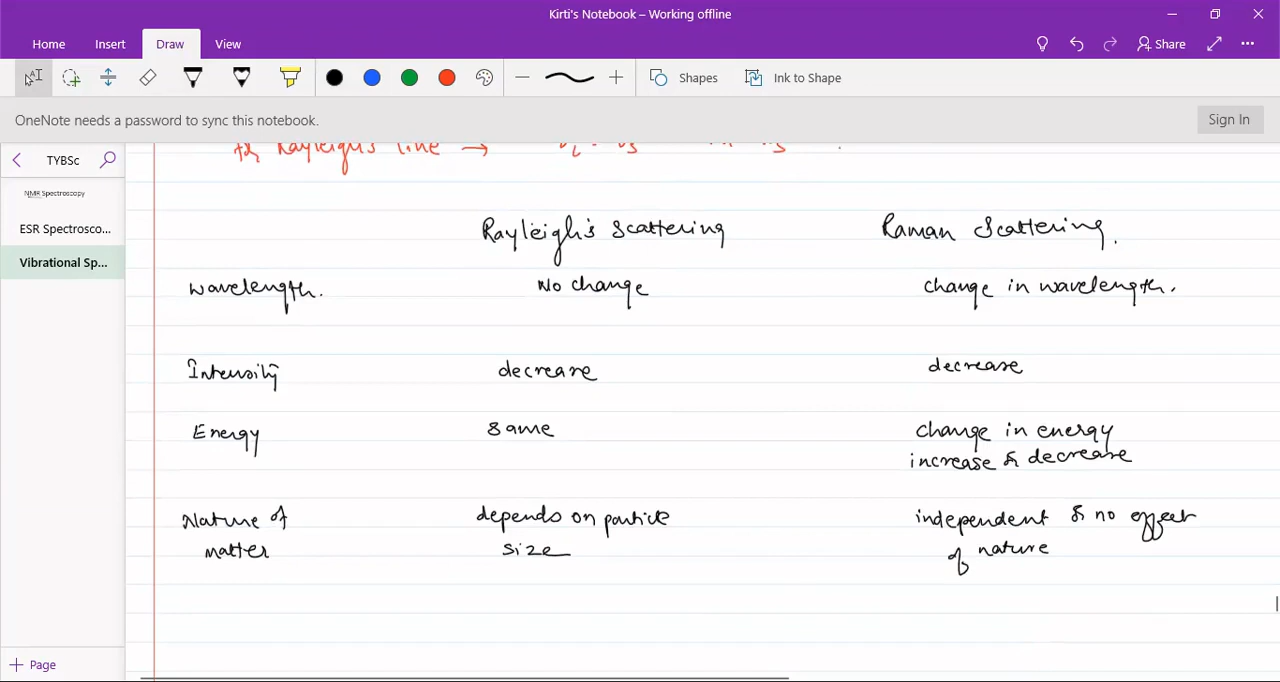 Kirti's Notebook – Working offline
Home Insert Draw View Share
Shapes Ink to Shape
OneNote needs a password to sync this notebook. Sign In
TYBSc
NMR Spectroscopy
ESR Spectrosco...
Vibrational Sp...
Page
Rayleigh's line →
Rayleigh's Scattering Raman Scattering.
Wavelength. No change change in wavelength.
Intensity decrease decrease
Energy same change in energy
increase & decrease
Nature of depends on particle independent & no effect
matter size of nature